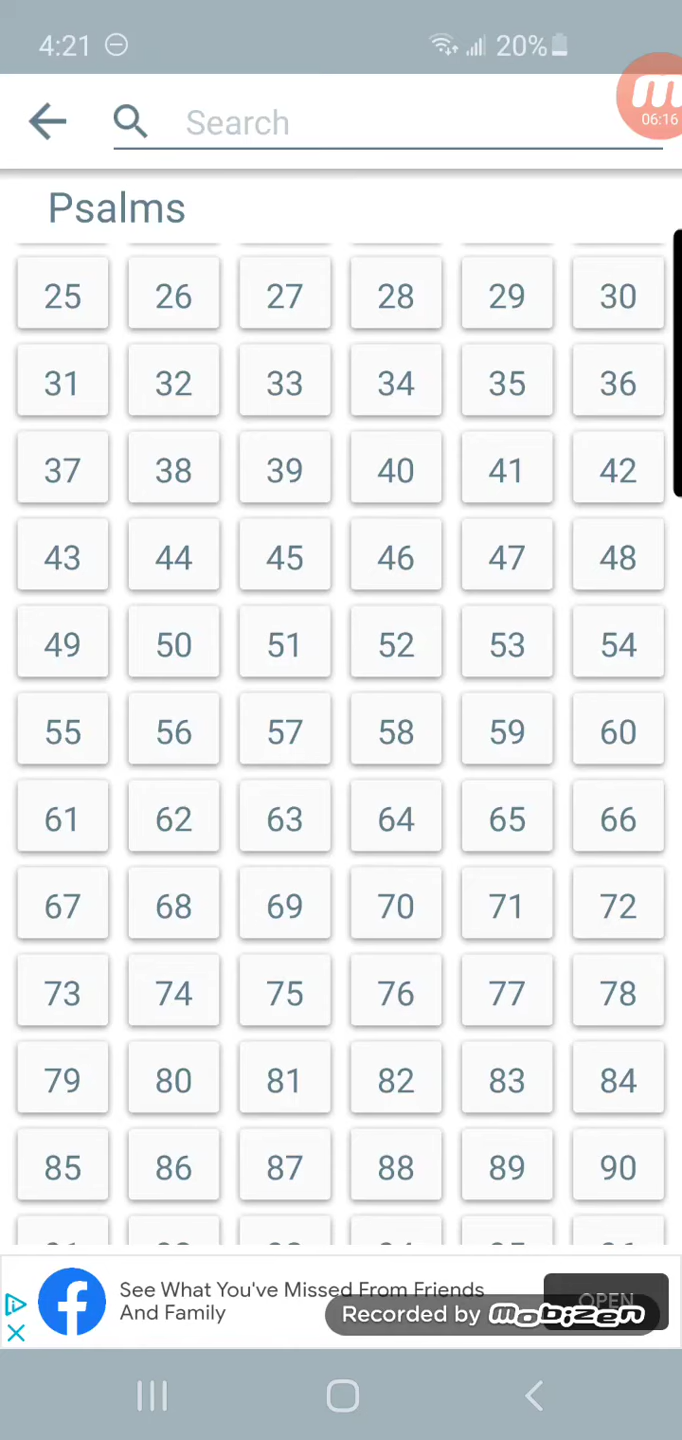 4:21 20%
Search
06:16
Psalms
25 26 27 28 29 30
31 32 33 34 35 36
37 38 39 40 41 42
43 44 45 46 47 48
49 50 51 52 53 54
55 56 57 58 59 60
61 62 63 64 65 66
67 68 69 70 71 72
73 74 75 76 77 78
79 80 81 82 83 84
85 86 87 88 89 90
See What You've Missed From Friends
And Family
OPEN
Recorded by mobizen